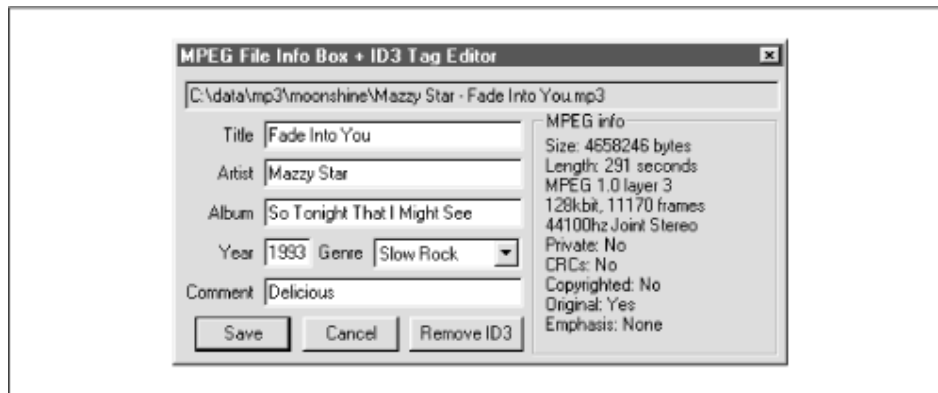 MPEG File Info Box + ID3 Tag Editor
C:\data\mp3\moonshine\Mazzy Star - Fade Into You.mp3
Title Fade Into You
Artist Mazzy Star
Album So Tonight That I Might See
Year 1993 Genre Slow Rock
Comment Delicious
Save Cancel Remove ID3
MPEG info
Size: 4658246 bytes
Length: 291 seconds
MPEG 1.0 layer 3
128kbit, 11170 frames
44100hz Joint Stereo
Private: No
CRCs: No
Copyrighted: No
Original: Yes
Emphasis: None